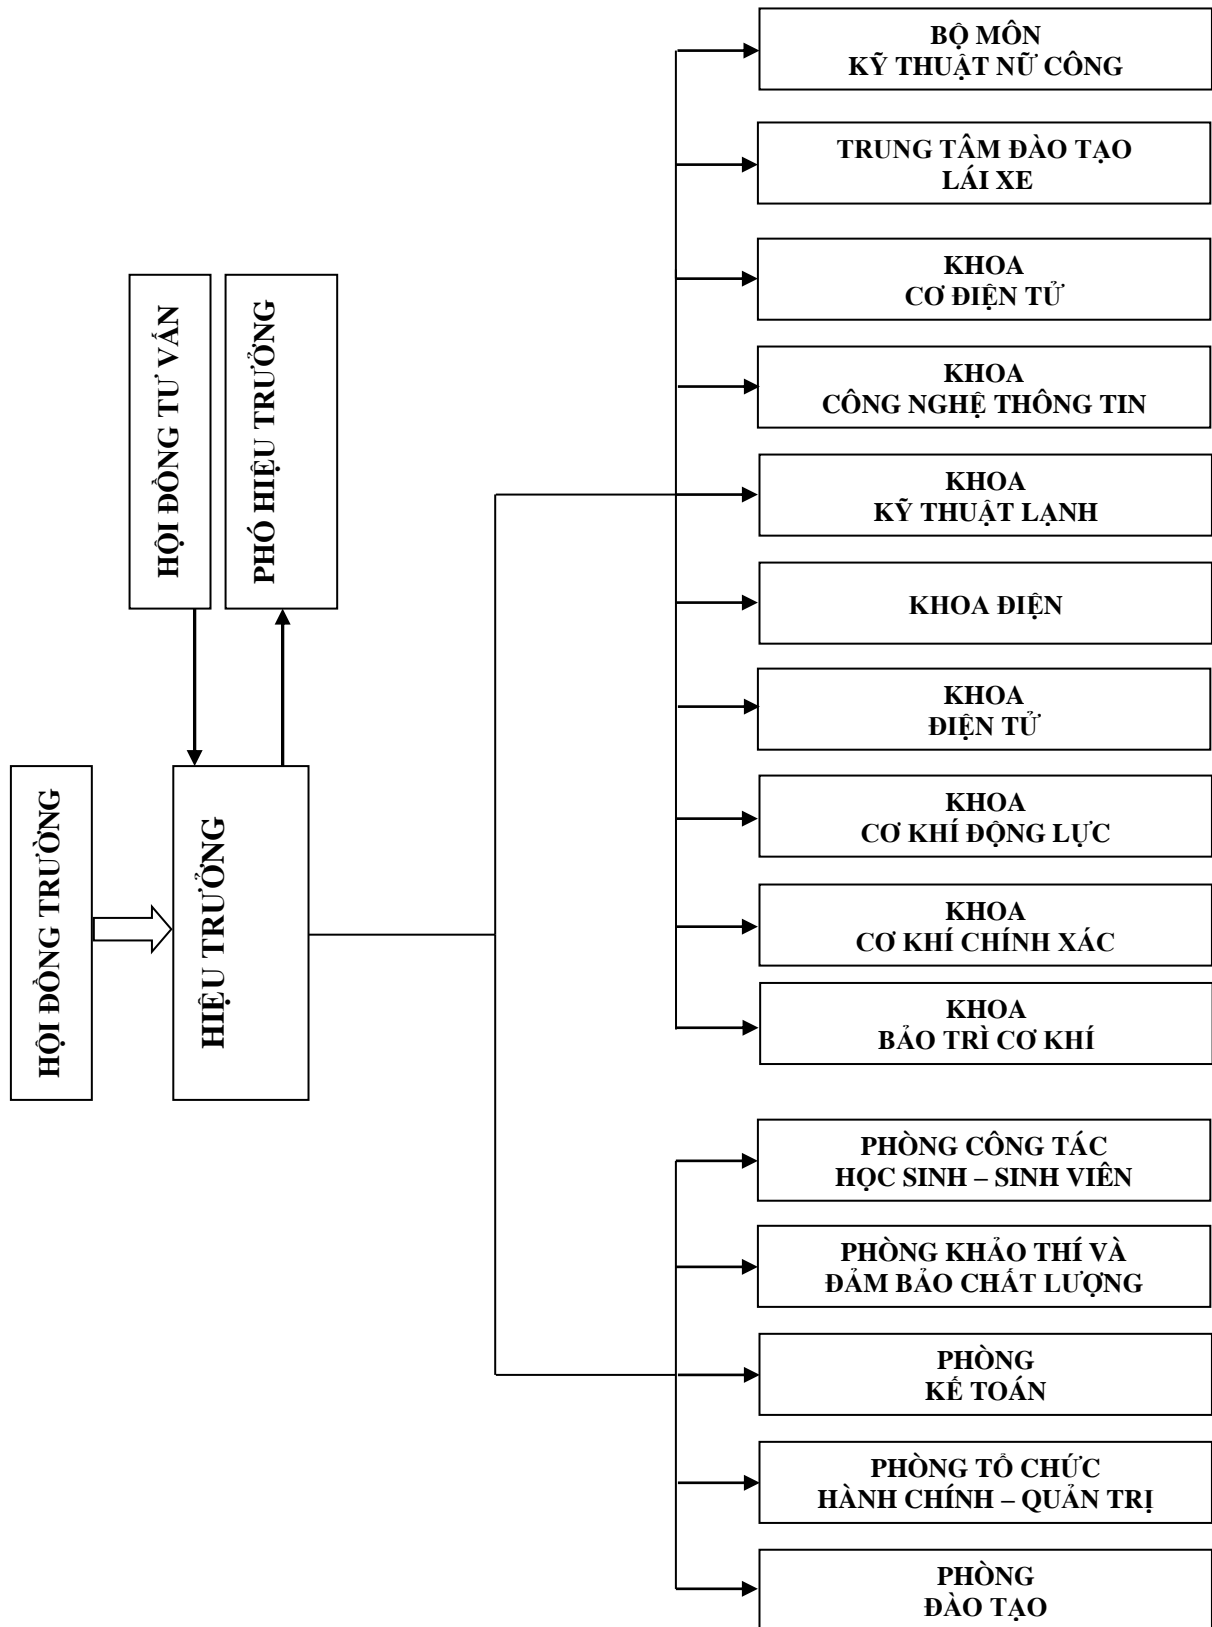 HỘI ĐỒNG TRƯỜNG
HIỆU TRƯỞNG
HỘI ĐỒNG TƯ VẤN
PHÓ HIỆU TRƯỞNG
BỘ MÔN
KỸ THUẬT NỮ CÔNG
TRUNG TÂM ĐÀO TẠO
LÁI XE
KHOA
CƠ ĐIỆN TỬ
KHOA
CÔNG NGHỆ THÔNG TIN
KHOA
KỸ THUẬT LẠNH
KHOA ĐIỆN
KHOA
ĐIỆN TỬ
KHOA
CƠ KHÍ ĐỘNG LỰC
KHOA
CƠ KHÍ CHÍNH XÁC
KHOA
BẢO TRÌ CƠ KHÍ
PHÒNG CÔNG TÁC
HỌC SINH – SINH VIÊN
PHÒNG KHẢO THÍ VÀ
ĐẢM BẢO CHẤT LƯỢNG
PHÒNG
KẾ TOÁN
PHÒNG TỔ CHỨC
HÀNH CHÍNH – QUẢN TRỊ
PHÒNG
ĐÀO TẠO